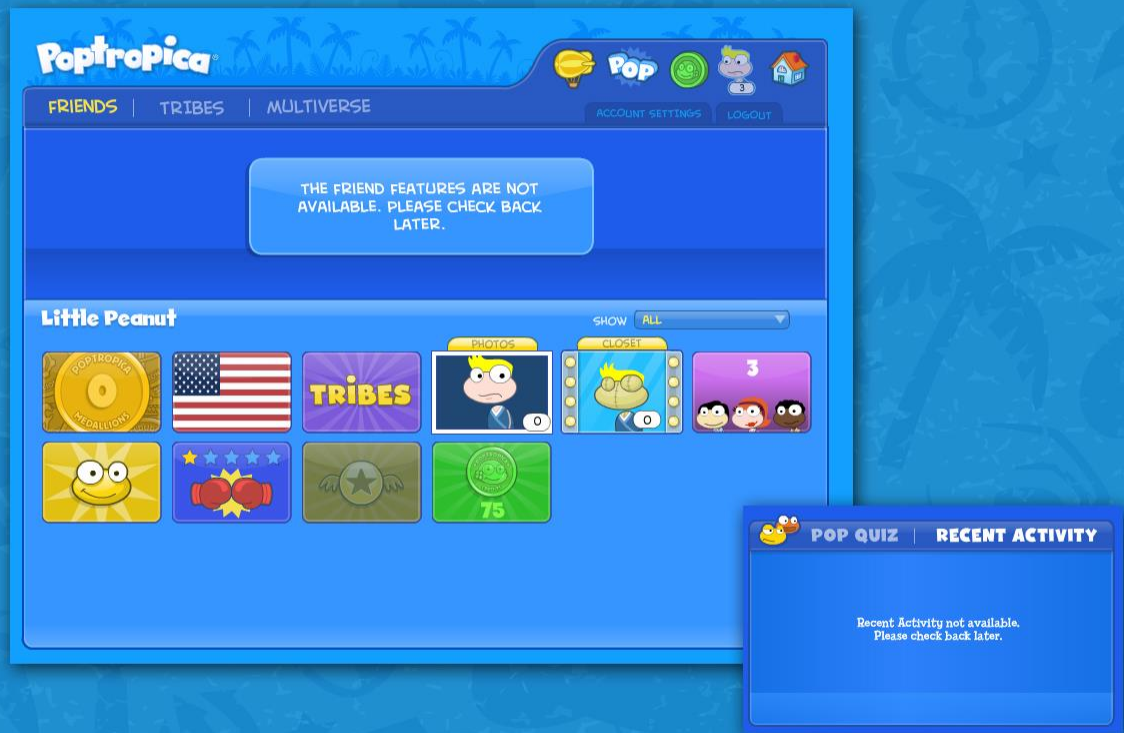 Poptropica
POP
3
FRIENDS | TRIBES | MULTIVERSE
ACCOUNT SETTINGS
LOGOUT
THE FRIEND FEATURES ARE NOT
AVAILABLE. PLEASE CHECK BACK
LATER.
Little Peanut
SHOW ALL
PHOTOS
CLOSET
POPTROPICA
0
MEDALLIONS
TRIBES
0
0
3
75
POP QUIZ | RECENT ACTIVITY
Recent Activity not available.
Please check back later.